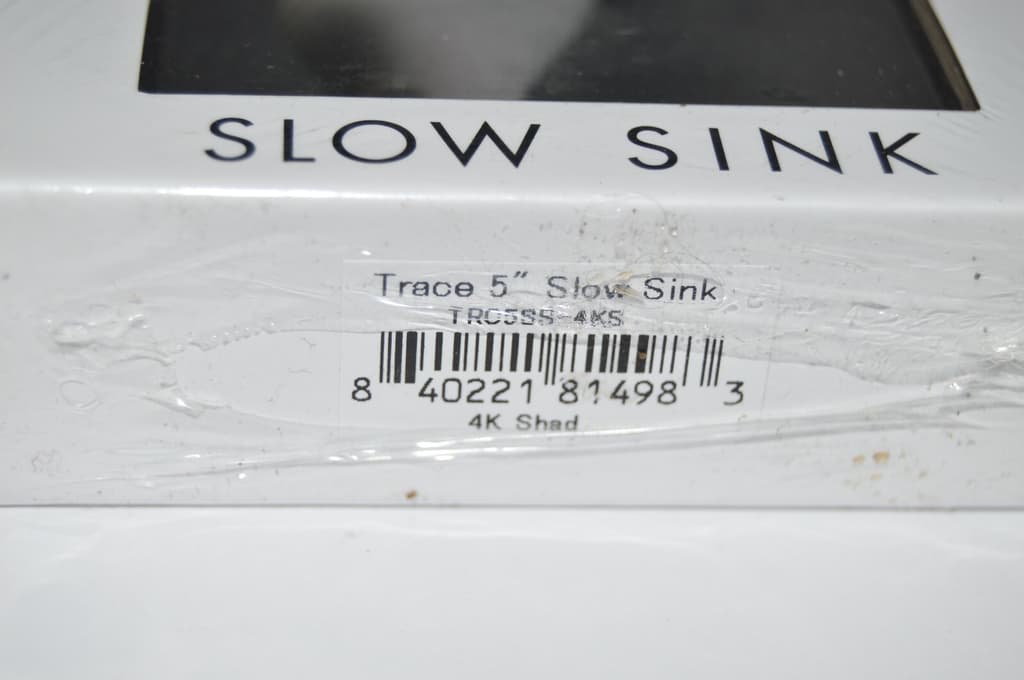 SLOW SINK
Trace 5" Slow Sink
TRC5SS-4KS
8 40221 81498 3
4K Shad